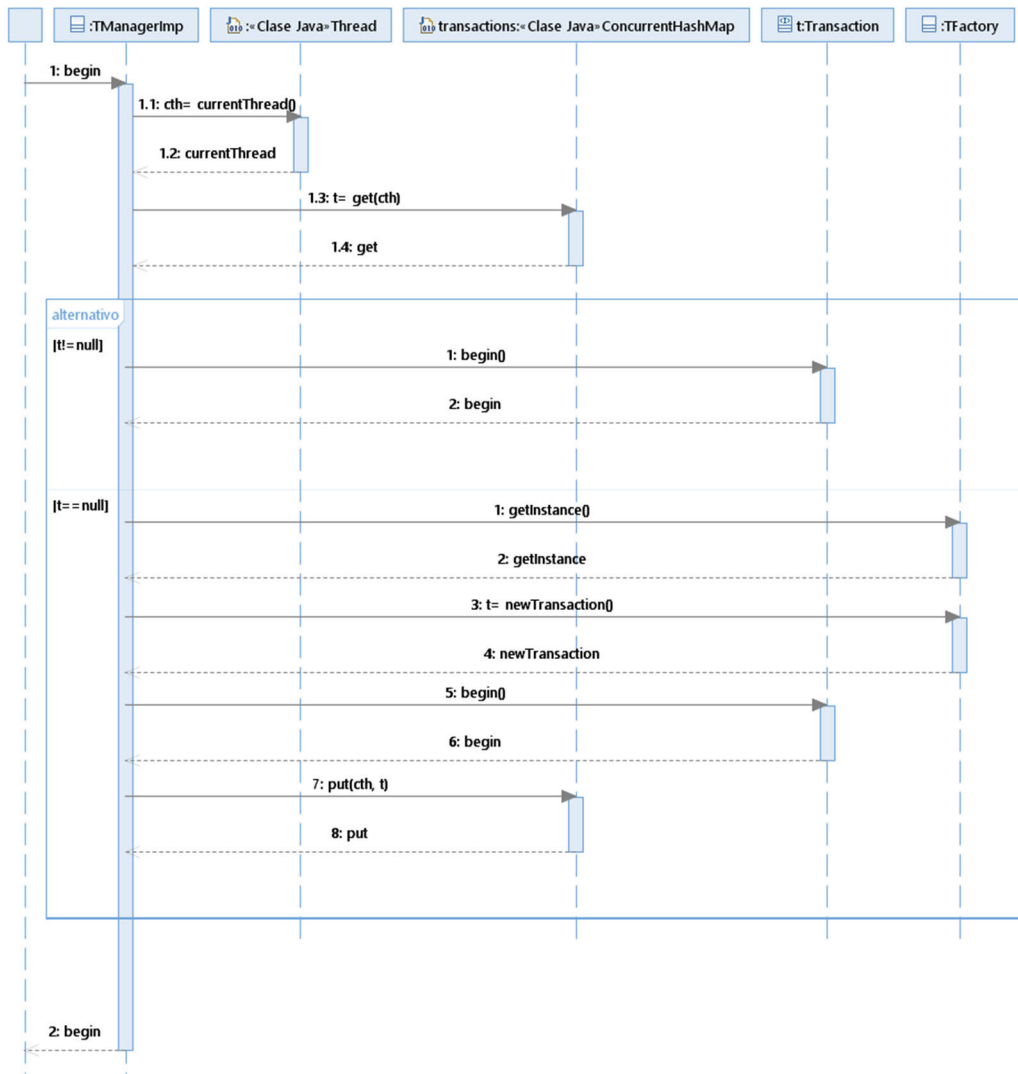 :TManagerImp
:«Clase Java»Thread
transactions:«Clase Java»ConcurrentHashMap
t:Transaction
:TFactory
1: begin
1.1: cth= currentThread()
1.2: currentThread
1.3: t= get(cth)
1.4: get
alternativo
[t!=null]
1: begin()
2: begin
[t==null]
1: getInstance()
2: getInstance
3: t= newTransaction()
4: newTransaction
5: begin()
6: begin
7: put(cth, t)
8: put
2: begin